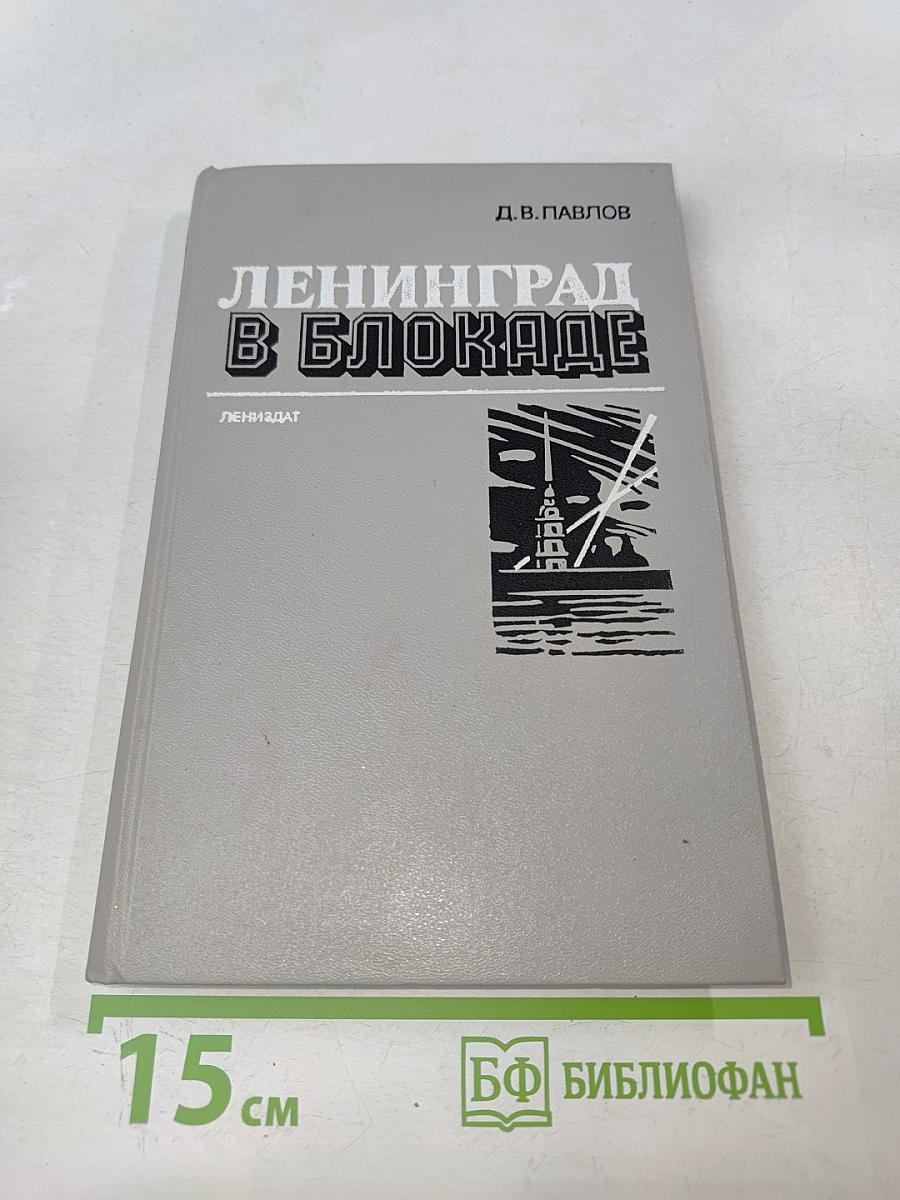 Д.В.ПАВЛОВ
ЛЕНИНГРАД
В БЛОКАДЕ
ЛЕНИЗДАТ
15 см
БФ БИБЛИОФАН